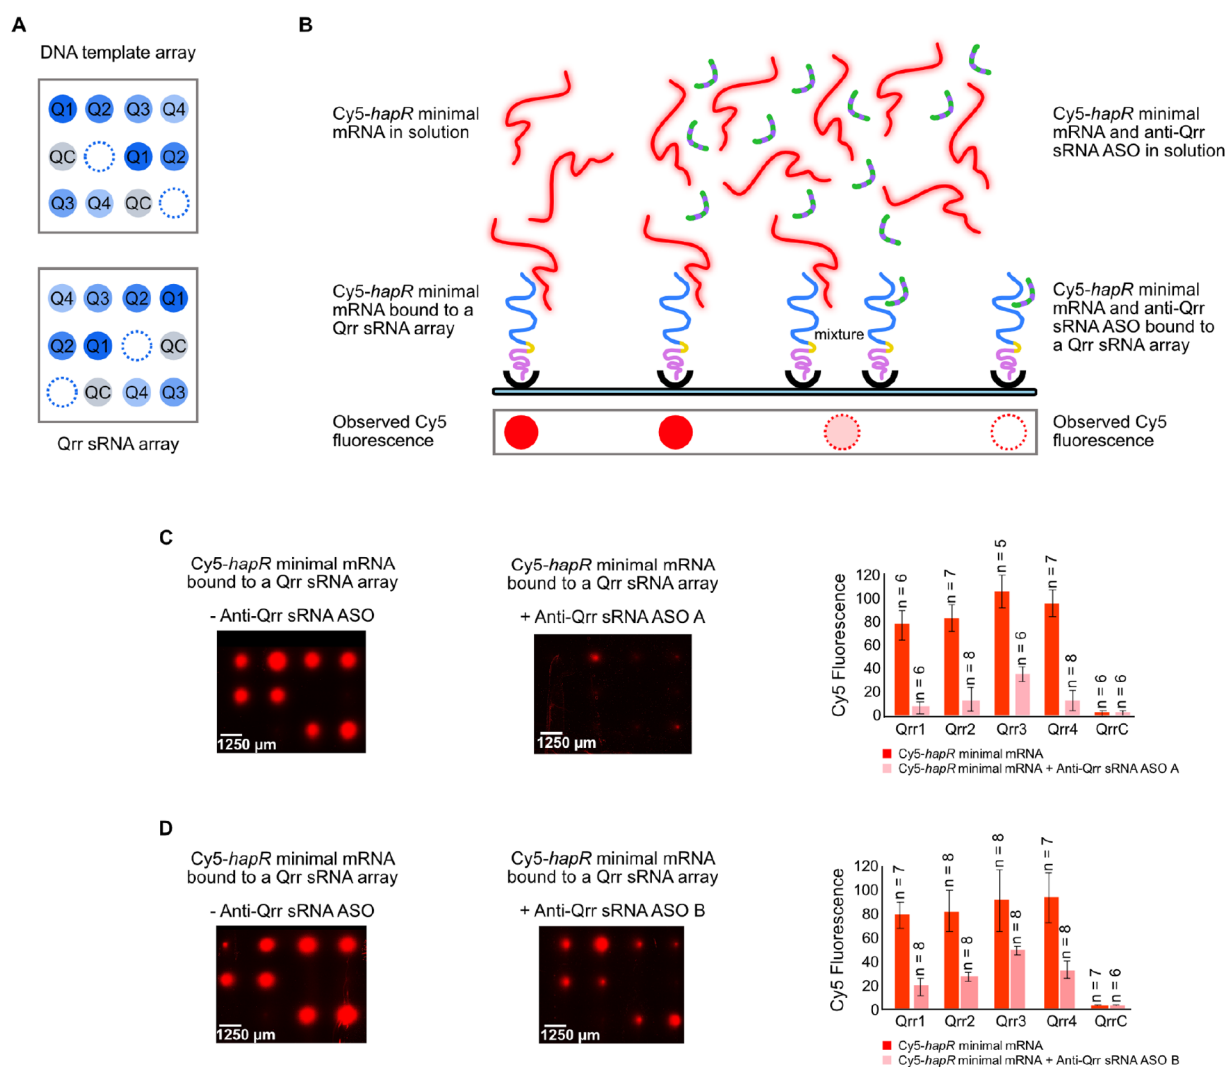 A
DNA template array
Q1 Q2 Q3 Q4
QC Q1 Q2
Q3 Q4 QC
Q4 Q3 Q2 Q1
Q2 Q1 QC
QC Q4 Q3
Qrr sRNA array
B
Cy5-hapR minimal
mRNA in solution
Cy5-hapR minimal
mRNA and anti-Qrr
sRNA ASO in solution
Cy5-hapR minimal
mRNA bound to a
Qrr sRNA array
mixture
Cy5-hapR minimal
mRNA and anti-Qrr
sRNA ASO bound to
a Qrr sRNA array
Observed Cy5
fluorescence
Observed Cy5
fluorescence
C
Cy5-hapR minimal mRNA
bound to a Qrr sRNA array
- Anti-Qrr sRNA ASO
1250 µm
Cy5-hapR minimal mRNA
bound to a Qrr sRNA array
+ Anti-Qrr sRNA ASO A
1250 µm
Cy5 Fluorescence
120
100
80
60
40
20
0
n = 6
n = 6
n = 7
n = 8
n = 5
n = 6
n = 7
n = 8
n = 6
n = 6
Qrr1 Qrr2 Qrr3 Qrr4 QrrC
Cy5-hapR minimal mRNA
Cy5-hapR minimal mRNA + Anti-Qrr sRNA ASO A
D
Cy5-hapR minimal mRNA
bound to a Qrr sRNA array
- Anti-Qrr sRNA ASO
1250 µm
Cy5-hapR minimal mRNA
bound to a Qrr sRNA array
+ Anti-Qrr sRNA ASO B
1250 µm
Cy5 Fluorescence
120
100
80
60
40
20
0
n = 7
n = 8
n = 8
n = 8
n = 8
n = 8
n = 7
n = 8
n = 7
n = 6
Qrr1 Qrr2 Qrr3 Qrr4 QrrC
Cy5-hapR minimal mRNA
Cy5-hapR minimal mRNA + Anti-Qrr sRNA ASO B